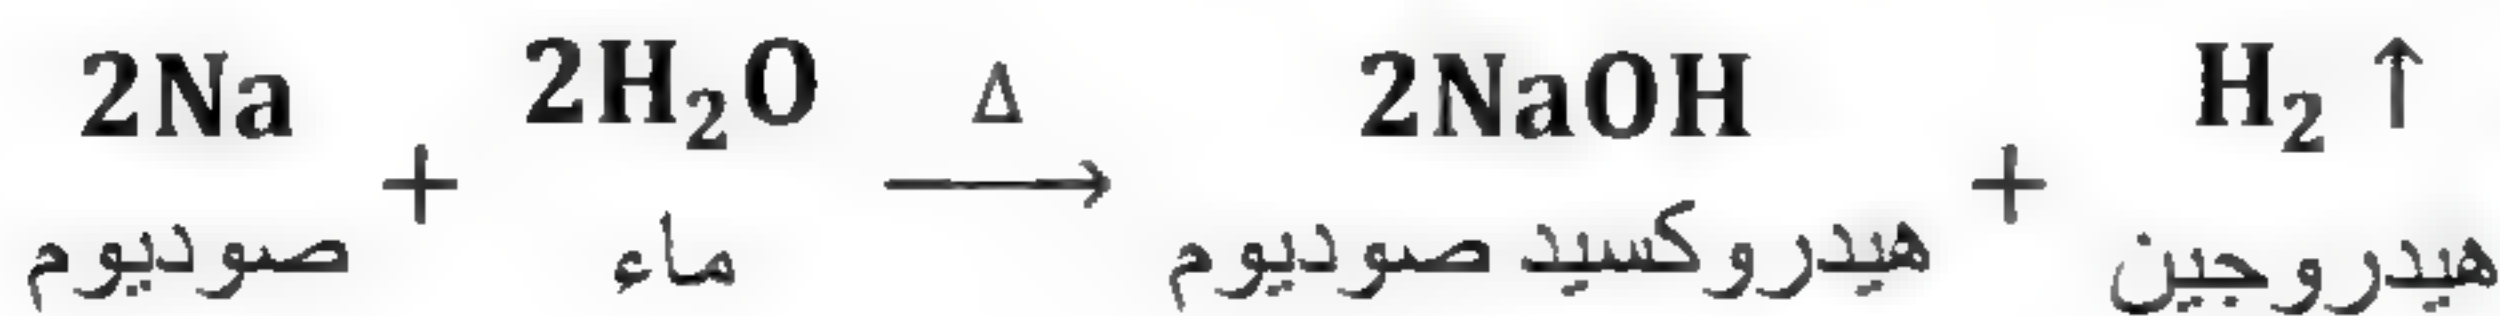 2Na + 2H₂O Δ → 2NaOH + H₂ ↑
صوديوم ماء هيدروكسيد صوديوم هيدروجين